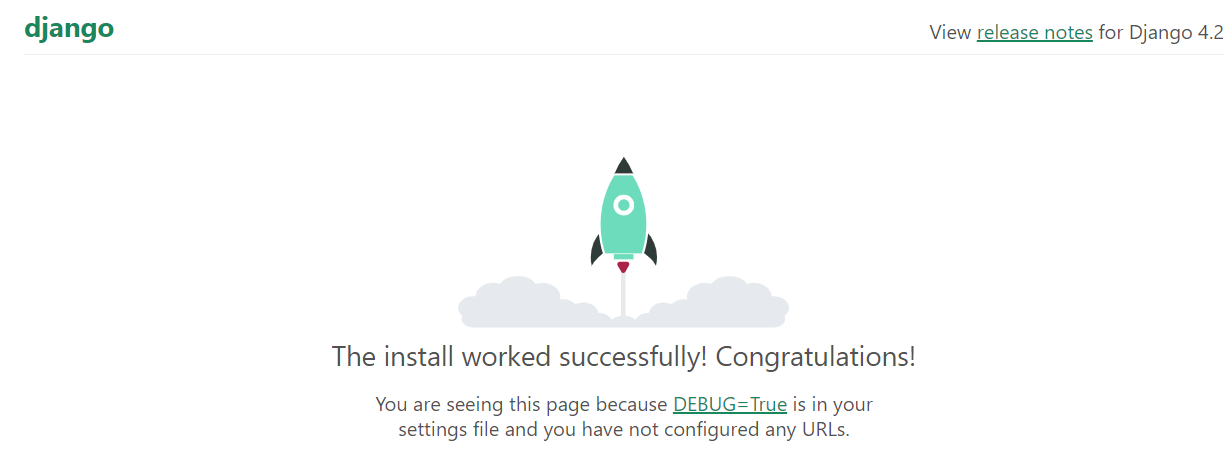 django
View release notes for Django 4.2
The install worked successfully! Congratulations!
You are seeing this page because DEBUG=True is in your
settings file and you have not configured any URLs.